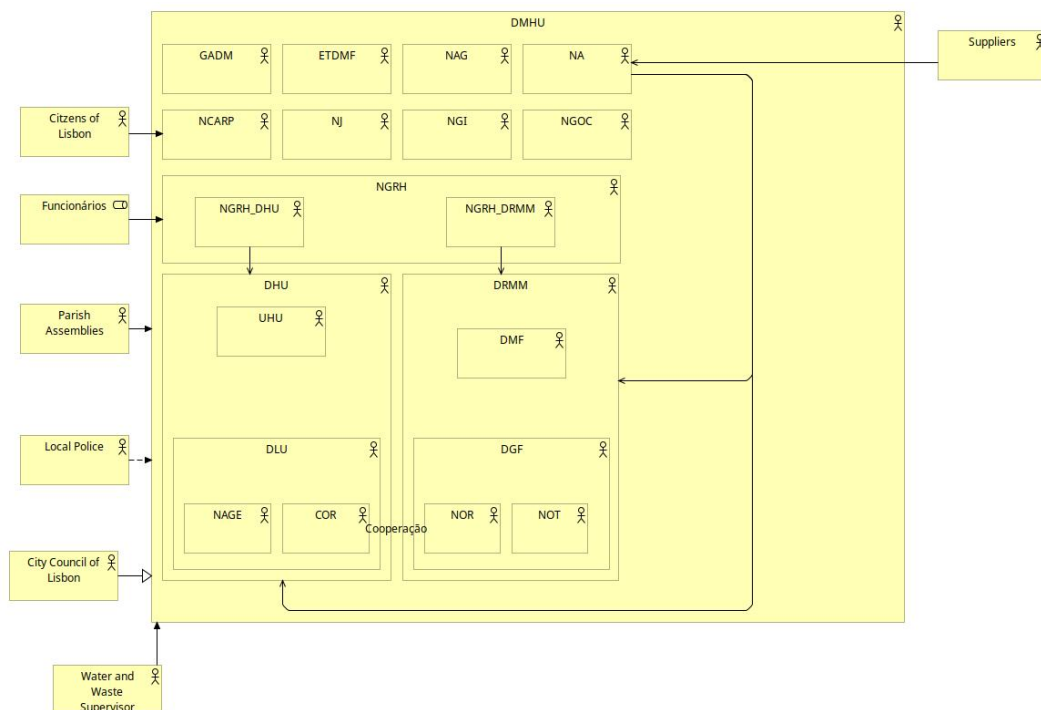 DMHU
GADM
ETDMF
NAG
NA
Suppliers
Citzens of
Lisbon
NCARP
NJ
NGI
NGOC
NGRH
Funcionários
NGRH_DHU
NGRH_DRMM
DHU
DRMM
UHU
Parish
Assemblies
DMF
Local Police
DLU
DGF
NAGE
COR
Cooperação
NOR
NOT
City Council of
Lisbon
Water and
Waste
Supervisor